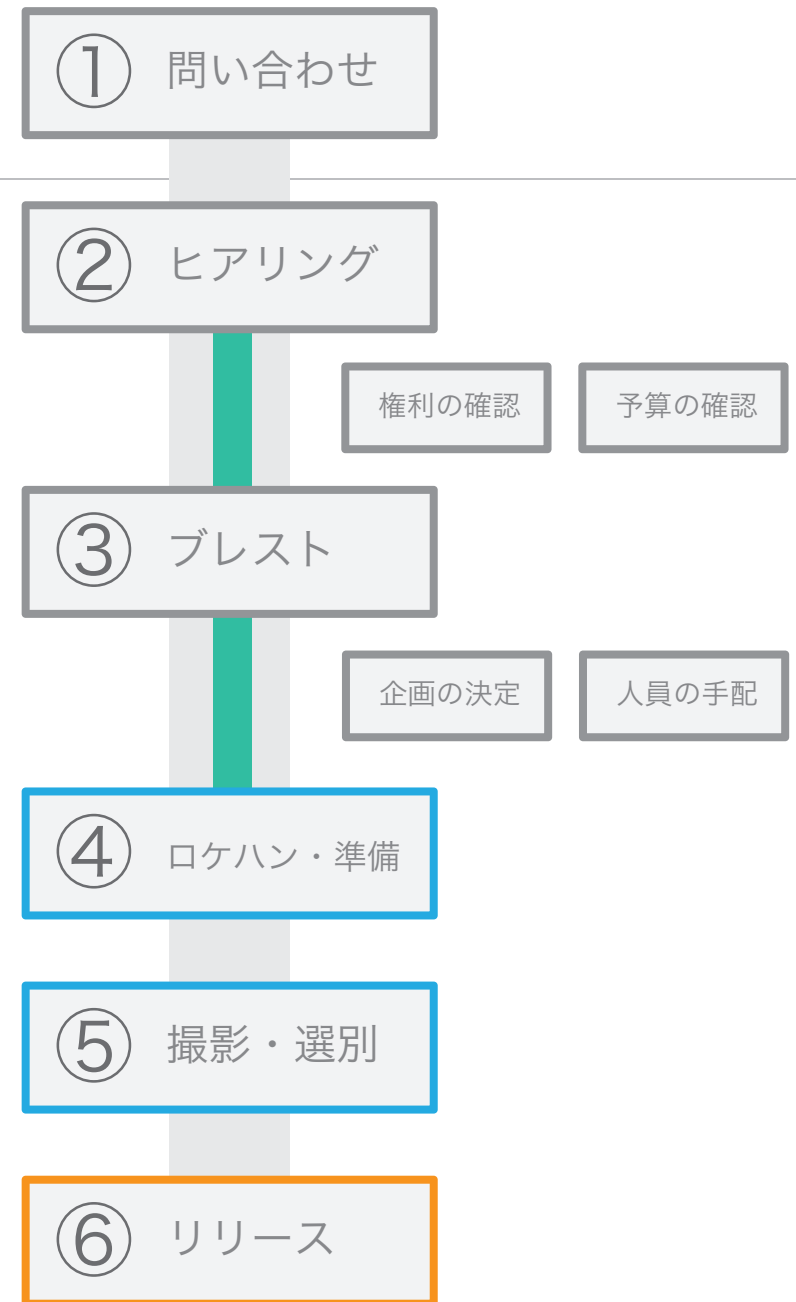 ① 問い合わせ
② ヒアリング
権利の確認 予算の確認
③ ブレスト
企画の決定 人員の手配
④ ロケハン・準備
⑤ 撮影・選別
⑥ リリース